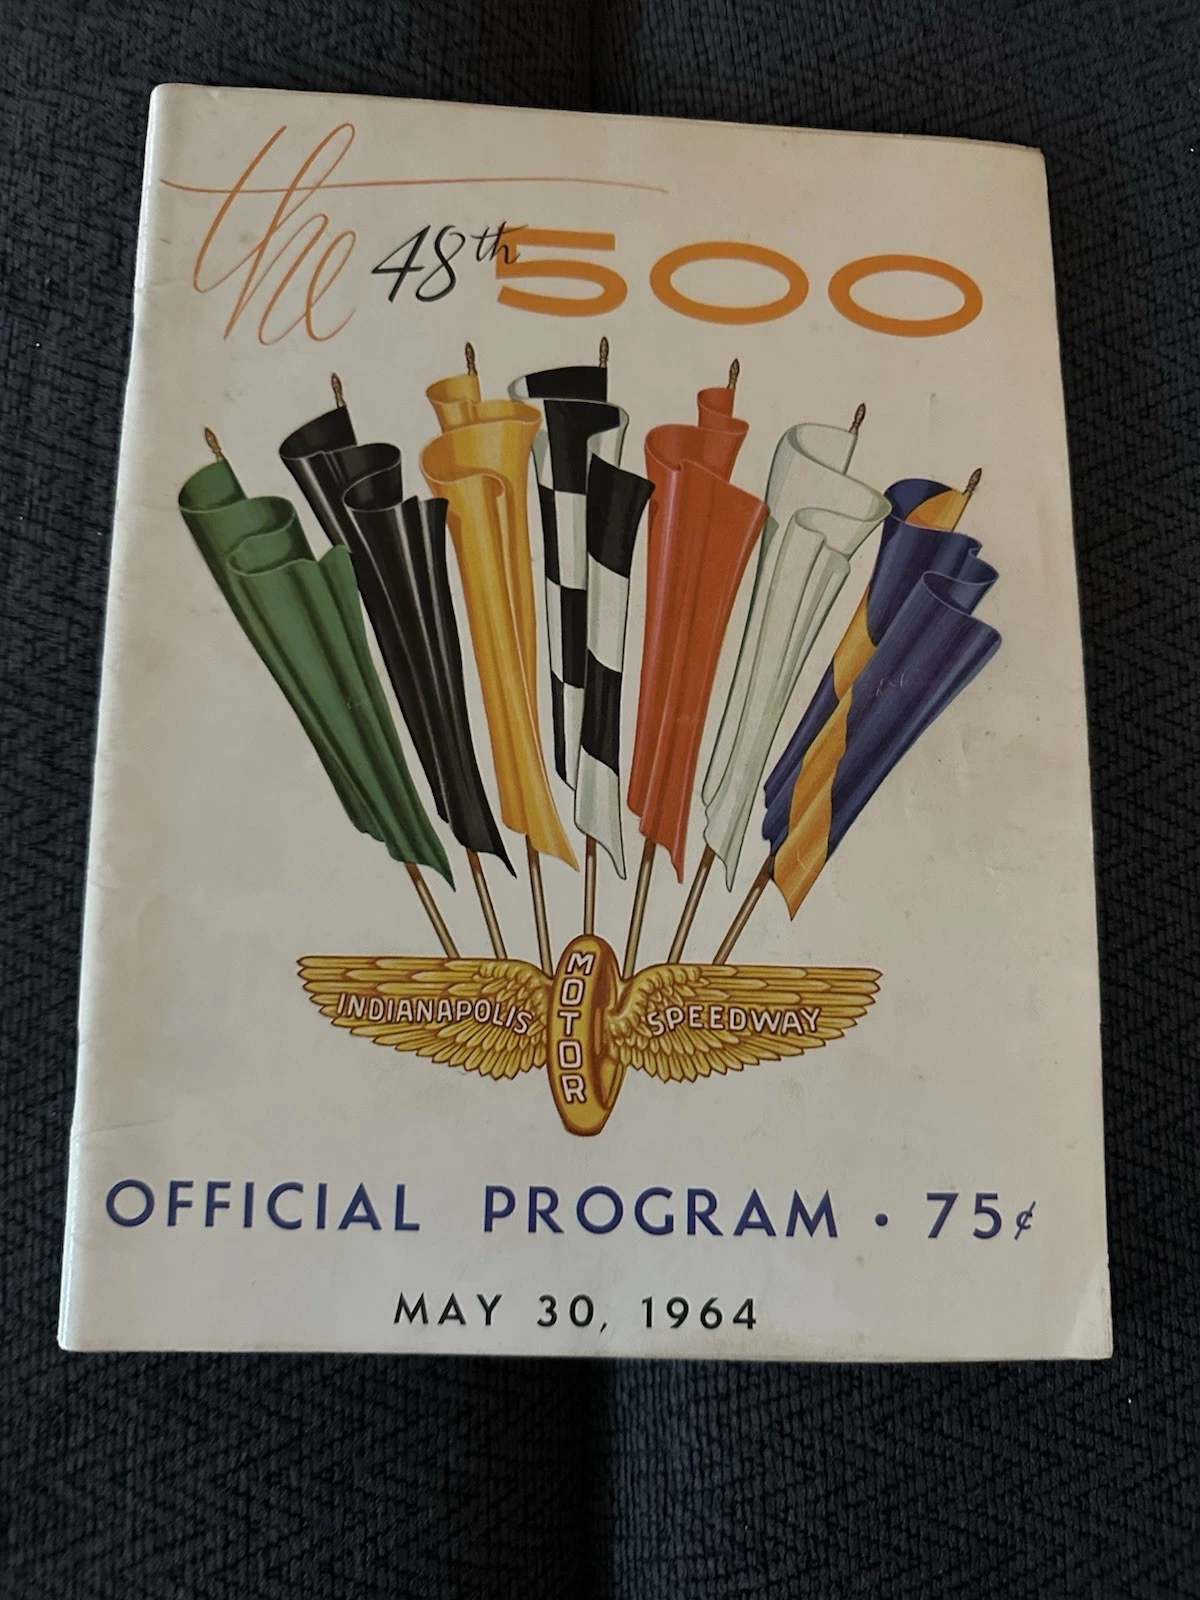 the 48th 500
INDIANAPOLIS MOTOR SPEEDWAY
OFFICIAL PROGRAM • 75¢
MAY 30, 1964